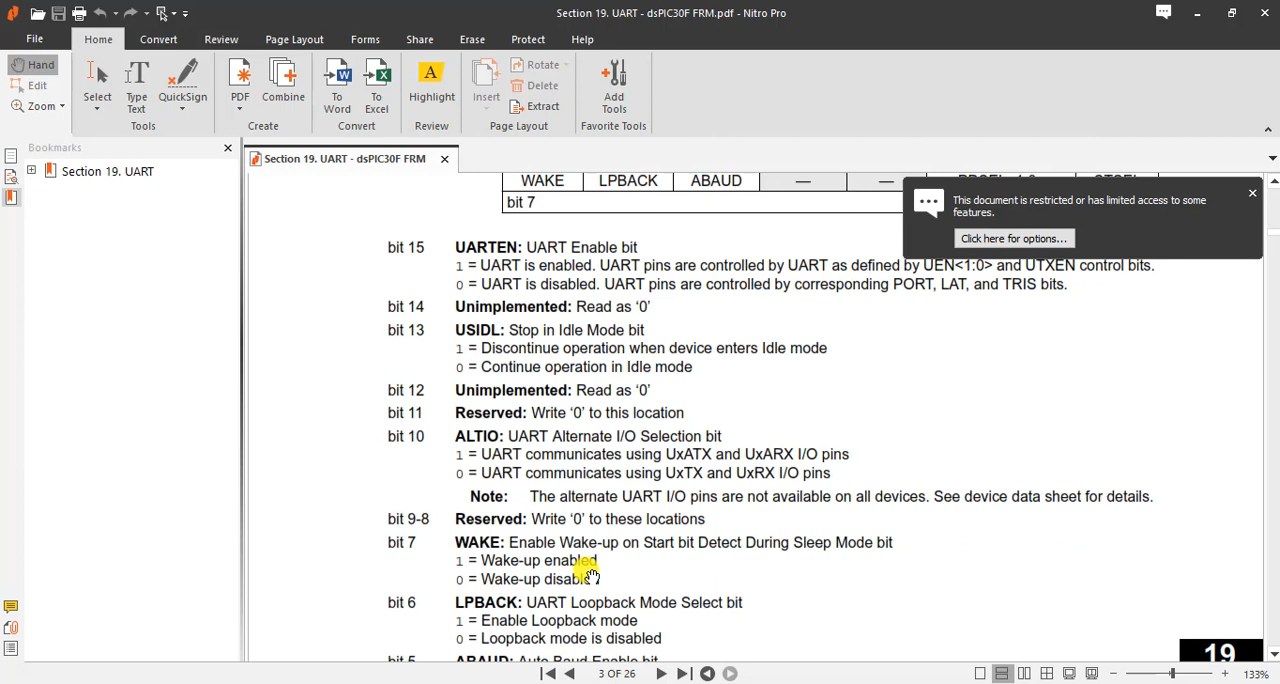 Section 19. UART - dsPIC30F FRM.pdf - Nitro Pro
File Home Convert Review Page Layout Forms Share Erase Protect Help
Hand
Edit
Zoom
Select
Type Text
QuickSign
Tools
PDF
Combine
Create
To Word
To Excel
Convert
Highlight
Review
Insert
Rotate
Delete
Extract
Page Layout
Add Tools
Favorite Tools
Bookmarks
Section 19. UART
Section 19. UART - dsPIC30F FRM
WAKE LPBACK ABAUD — —
bit 7
This document is restricted or has limited access to some features.
Click here for options...
bit 15 UARTEN: UART Enable bit
1 = UART is enabled. UART pins are controlled by UART as defined by UEN<1:0> and UTXEN control bits.
0 = UART is disabled. UART pins are controlled by corresponding PORT, LAT, and TRIS bits.
bit 14 Unimplemented: Read as ‘0’
bit 13 USIDL: Stop in Idle Mode bit
1 = Discontinue operation when device enters Idle mode
0 = Continue operation in Idle mode
bit 12 Unimplemented: Read as ‘0’
bit 11 Reserved: Write ‘0’ to this location
bit 10 ALTIO: UART Alternate I/O Selection bit
1 = UART communicates using UxATX and UxARX I/O pins
0 = UART communicates using UxTX and UxRX I/O pins
Note: The alternate UART I/O pins are not available on all devices. See device data sheet for details.
bit 9-8 Reserved: Write ‘0’ to these locations
bit 7 WAKE: Enable Wake-up on Start bit Detect During Sleep Mode bit
1 = Wake-up enabled
0 = Wake-up disabled
bit 6 LPBACK: UART Loopback Mode Select bit
1 = Enable Loopback mode
0 = Loopback mode is disabled
bit 5 ABAUD: Auto Baud Enable bit
19
3 OF 26
133%